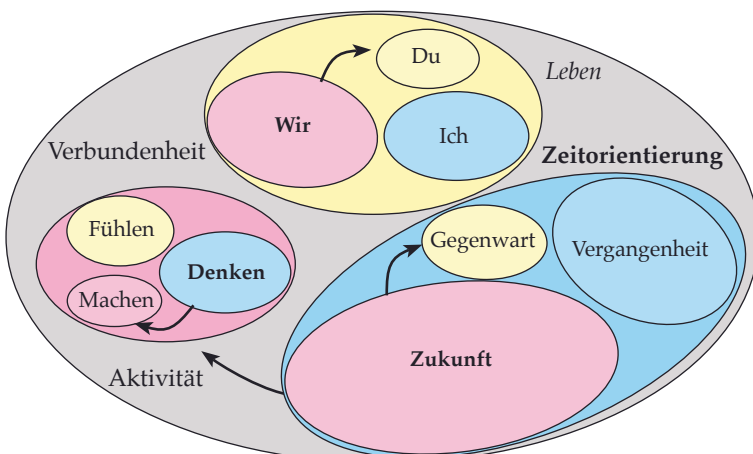 Du
Leben
Wir
Ich
Verbundenheit
Zeitorientierung
Fühlen
Gegenwart
Vergangenheit
Denken
Machen
Zukunft
Aktivität